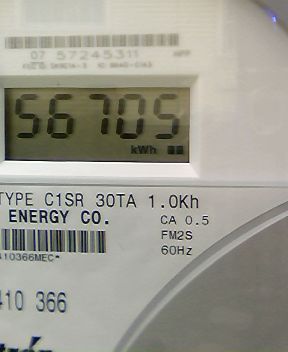 07 57245311
56705
kWh
TYPE C1SR 30TA 1.0Kh
ENERGY CO.
CA 0.5
FM2S
60Hz
410366MEC*
410 366